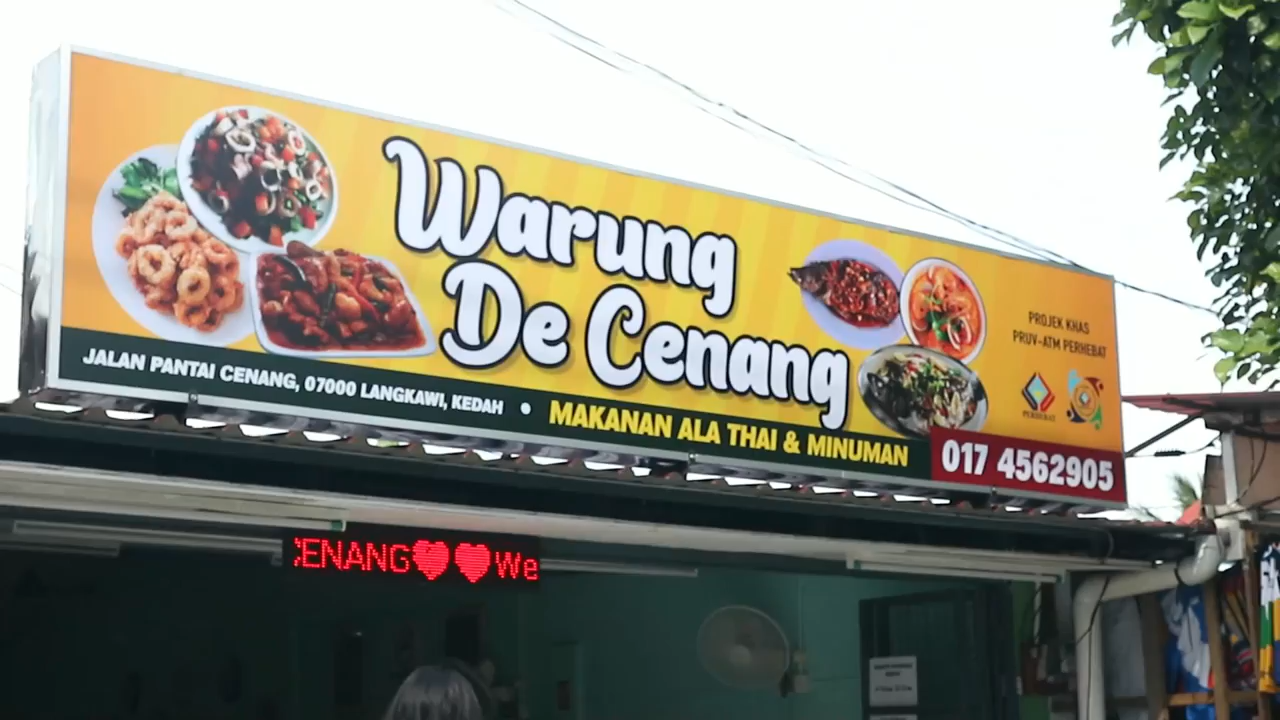 Warung
De Cenang
PROJEK KHAS
PRUV-ATM PERHEBAT
PERHEBAT
JALAN PANTAI CENANG, 07000 LANGKAWI, KEDAH • MAKANAN ALA THAI & MINUMAN
017 4562905
CENANG♥♥We